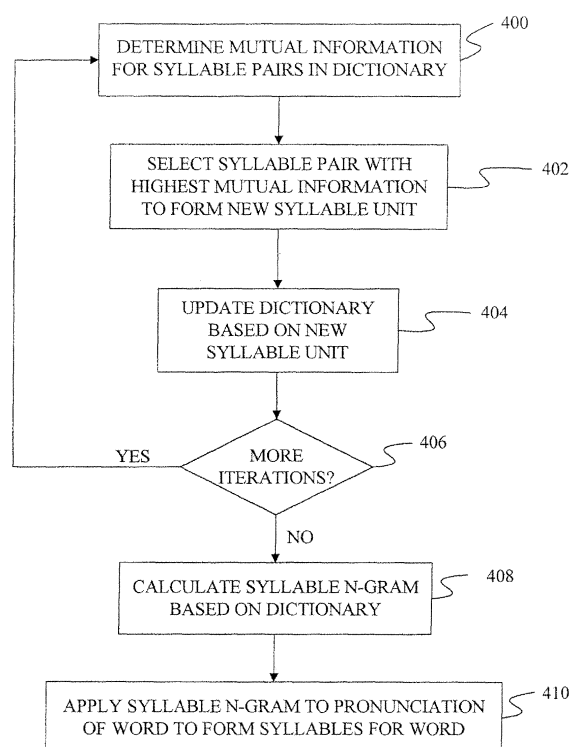 400
DETERMINE MUTUAL INFORMATION
FOR SYLLABLE PAIRS IN DICTIONARY
SELECT SYLLABLE PAIR WITH
HIGHEST MUTUAL INFORMATION
TO FORM NEW SYLLABLE UNIT
402
UPDATE DICTIONARY
BASED ON NEW
SYLLABLE UNIT
404
YES
MORE
ITERATIONS?
406
NO
CALCULATE SYLLABLE N-GRAM
BASED ON DICTIONARY
408
APPLY SYLLABLE N-GRAM TO PRONUNCIATION
OF WORD TO FORM SYLLABLES FOR WORD
410